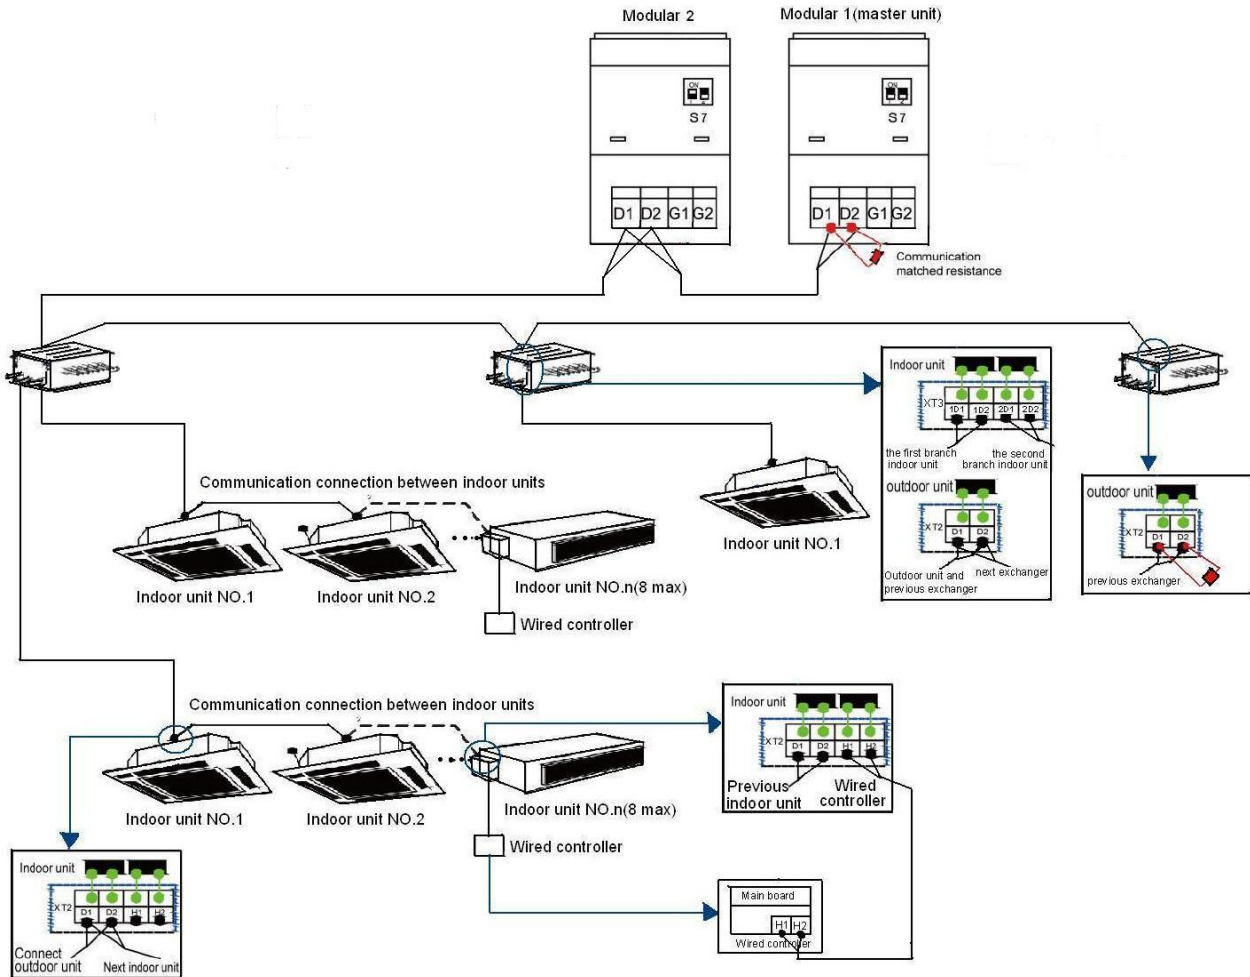 Modular 2
Modular 1(master unit)
ON
S7
ON
S7
D1 D2 G1 G2
D1 D2 G1 G2
Communication
matched resistance
Indoor unit
XT3
1D1 1D2 2D1 2D2
the first branch
indoor unit
the second
branch indoor unit
outdoor unit
XT2
D1 D2
Outdoor unit and
previous exchanger
next exchanger
outdoor unit
XT2
D1 D2
previous exchanger
Communication connection between indoor units
Indoor unit NO.1
Indoor unit NO.2
Indoor unit NO.n(8 max)
Indoor unit NO.1
Wired controller
Communication connection between indoor units
Indoor unit NO.1
Indoor unit NO.2
Indoor unit NO.n(8 max)
Wired controller
Indoor unit
XT2
D1 D2 H1 H2
Previous
indoor unit
Wired
controller
Indoor unit
XT2
D1 D2 H1 H2
Connect
outdoor unit
Next indoor unit
Main board
H1 H2
Wired controller